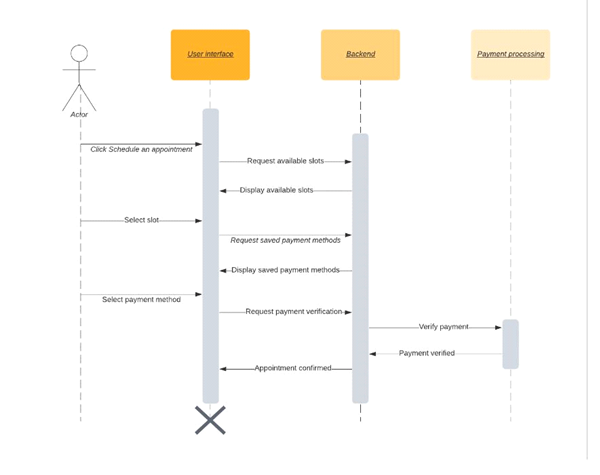 User interface
Backend
Payment processing
Actor
Click Schedule an appointment
Request available slots
Display available slots
Select slot
Request saved payment methods
Display saved payment methods
Select payment method
Request payment verification
Verify payment
Payment verified
Appointment confirmed